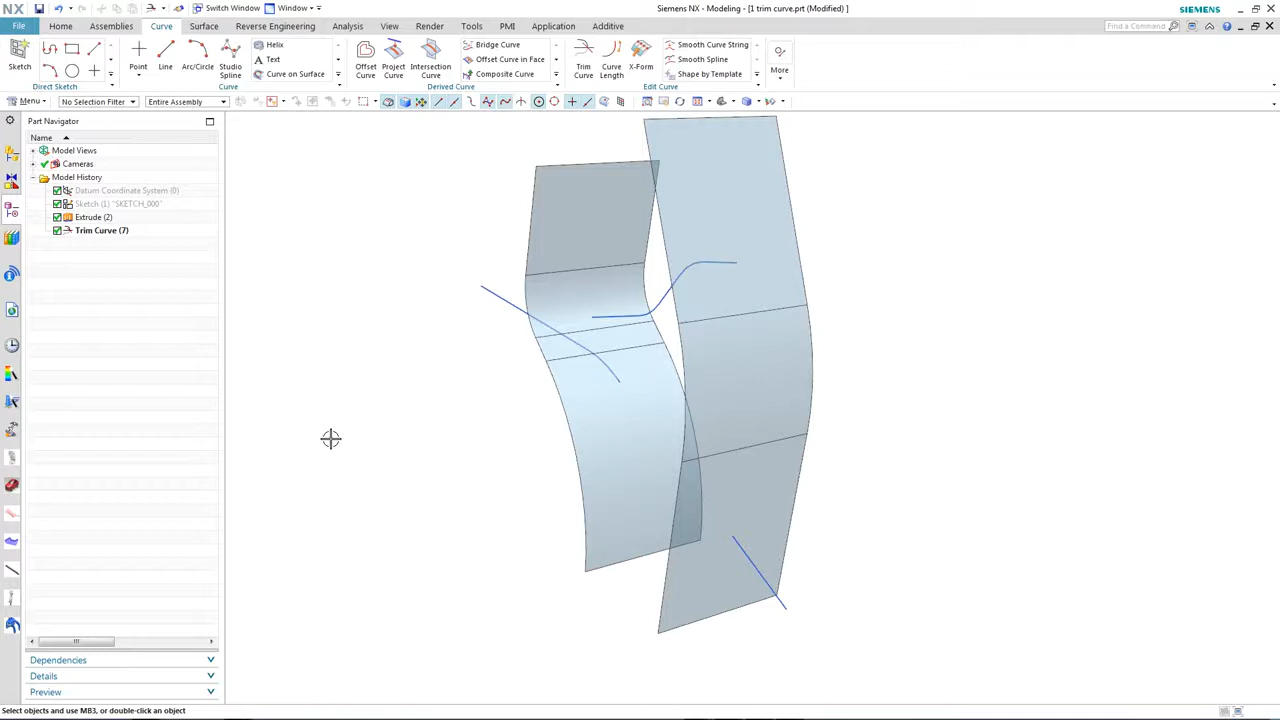 NX Switch Window Window Siemens NX - Modeling - [1 trim curve.prt (Modified) ] SIEMENS
File Home Assemblies Curve Surface Reverse Engineering Analysis View Render Tools PMI Application Additive Find a Command
Sketch
Direct Sketch
Point
Line
Arc/Circle
Studio Spline
Helix
Text
Curve on Surface
Curve
Offset Curve
Project Curve
Intersection Curve
Bridge Curve
Offset Curve in Face
Composite Curve
Derived Curve
Trim Curve
Curve Length
X-Form
Smooth Curve String
Smooth Spline
Shape by Template
Edit Curve
More
Menu No Selection Filter Entire Assembly
Part Navigator
Name
Model Views
Cameras
Model History
Datum Coordinate System (0)
Sketch (1) "SKETCH_000"
Extrude (2)
Trim Curve (7)
Dependencies
Details
Preview
Select objects and use MB3, or double-click an object